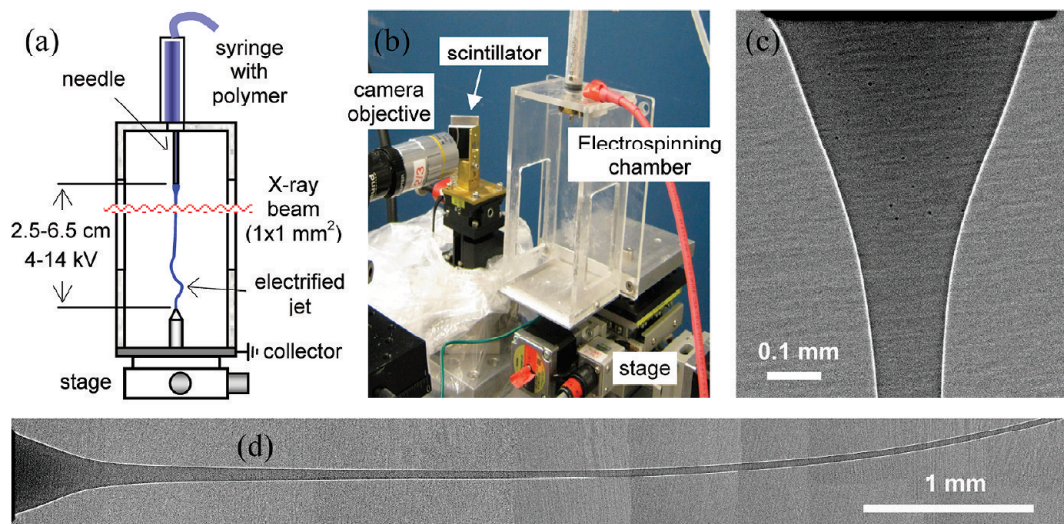 (a)
syringe
with
polymer
needle
X-ray
beam
(1x1 mm²)
2.5-6.5 cm
4-14 kV
electrified
jet
collector
stage
(b)
scintillator
camera
objective
Electrospinning
chamber
stage
(c)
0.1 mm
(d)
1 mm